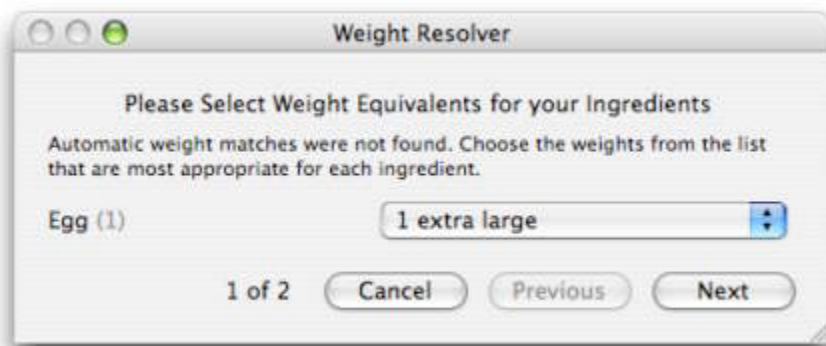 Weight Resolver
Please Select Weight Equivalents for your Ingredients
Automatic weight matches were not found. Choose the weights from the list
that are most appropriate for each ingredient.
Egg (1) 1 extra large
1 of 2 Cancel Previous Next